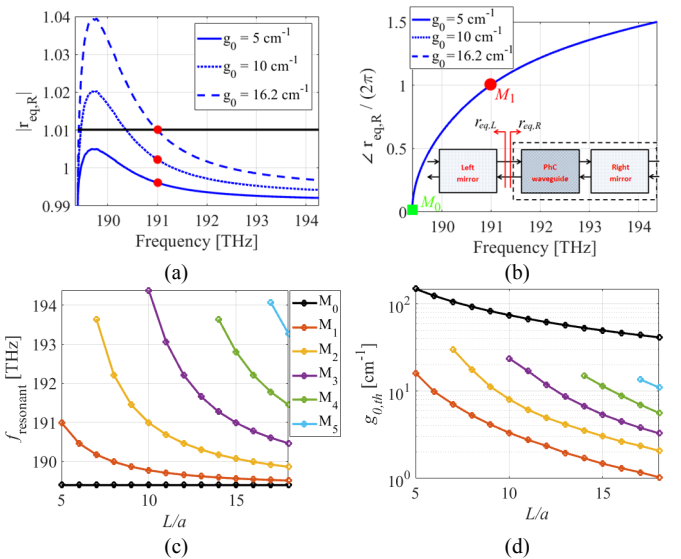 1.04
1.03
1.02
1.01
1
0.99
|r_eq,R|
g_0 = 5 cm^-1
g_0 = 10 cm^-1
g_0 = 16.2 cm^-1
190 191 192 193 194
Frequency [THz]
(a)
1.5
1
0.5
0
∠ r_eq,R / (2π)
g_0 = 5 cm^-1
g_0 = 10 cm^-1
g_0 = 16.2 cm^-1
M_1
M_0
r_eq,L r_eq,R
Left mirror
PhC waveguide
Right mirror
190 191 192 193 194
Frequency [THz]
(b)
194
193
192
191
190
f_resonant [THz]
M_0
M_1
M_2
M_3
M_4
M_5
5 10 15
L/a
(c)
10^2
10^1
10^0
g_0,th [cm^-1]
5 10 15
L/a
(d)